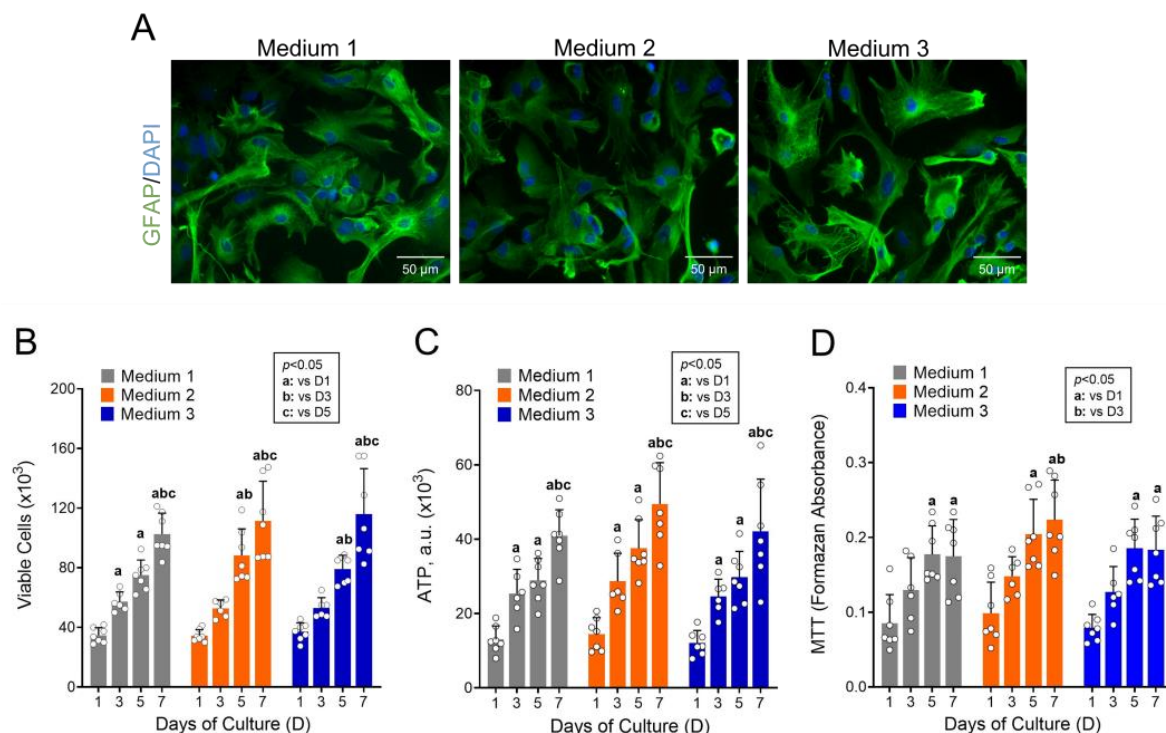 A
Medium 1
Medium 2
Medium 3
GFAP/DAPI
50 µm
50 µm
50 µm
B
Medium 1
Medium 2
Medium 3
p<0.05
a: vs D1
b: vs D3
c: vs D5
Viable Cells (x10³)
200
160
120
80
40
0
a
a
abc
ab
abc
ab
abc
1 3 5 7
1 3 5 7
1 3 5 7
Days of Culture (D)
C
Medium 1
Medium 2
Medium 3
p<0.05
a: vs D1
b: vs D3
c: vs D5
ATP, a.u. (x10³)
80
60
40
20
0
a
a
abc
a
a
abc
a
a
abc
1 3 5 7
1 3 5 7
1 3 5 7
Days of Culture (D)
D
Medium 1
Medium 2
Medium 3
p<0.05
a: vs D1
b: vs D3
MTT (Formazan Absorbance)
0.4
0.3
0.2
0.1
0.0
a
a
a
ab
a
a
1 3 5 7
1 3 5 7
1 3 5 7
Days of Culture (D)